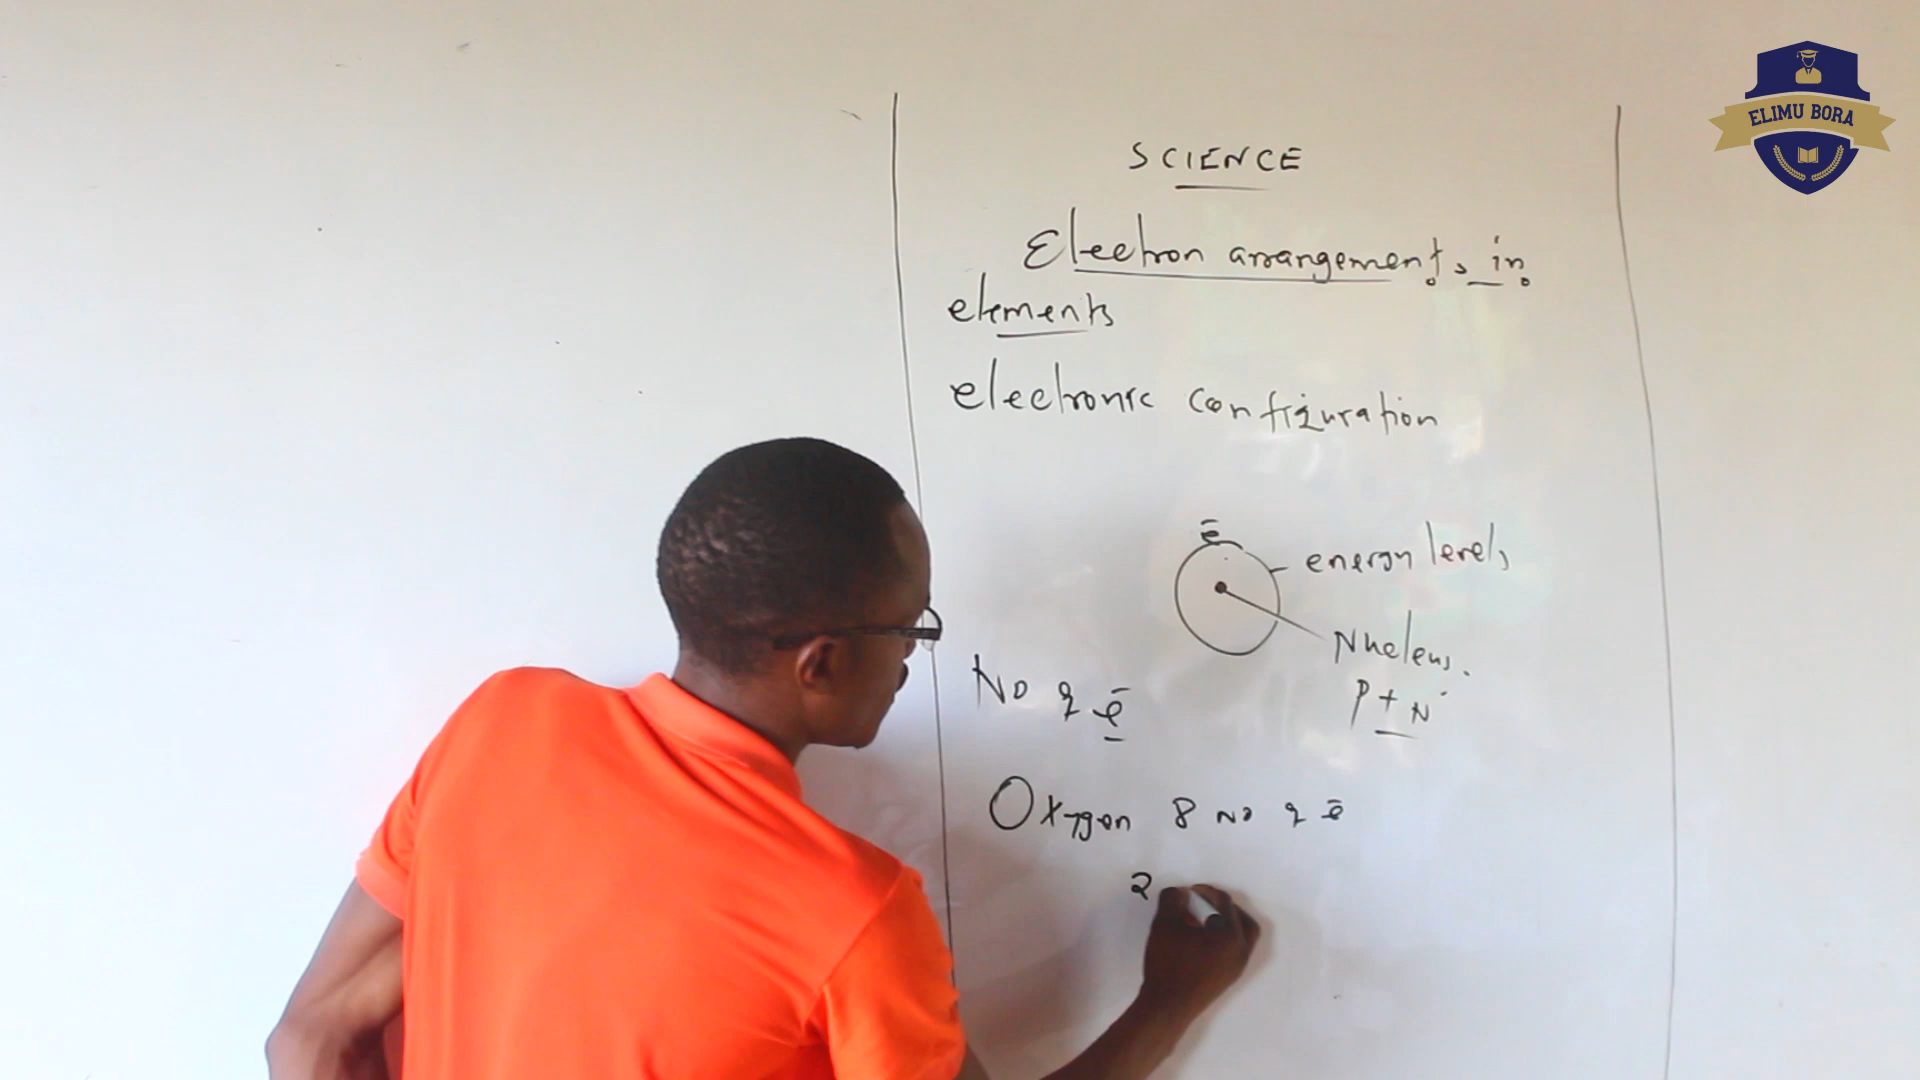 ELIMU BORA
SCIENCE
Electron arrangements in
elements
electronic configuration
ē
energy levels
Nucleus.
P + N
No of ē
Oxygen 8 No of ē
2